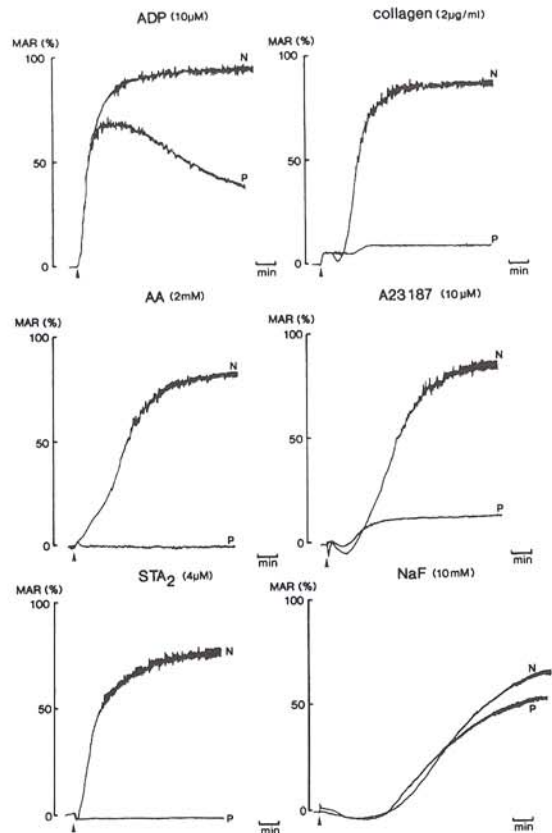 ADP (10µM)
MAR (%)
100
50
0
N
P
min
collagen (2µg/ml)
MAR (%)
100
50
0
N
P
min
AA (2mM)
MAR (%)
100
50
0
N
P
min
A23187 (10µM)
MAR (%)
100
50
0
N
P
min
STA₂ (4µM)
MAR (%)
100
50
0
N
P
min
NaF (10mM)
MAR (%)
100
50
0
N
P
min